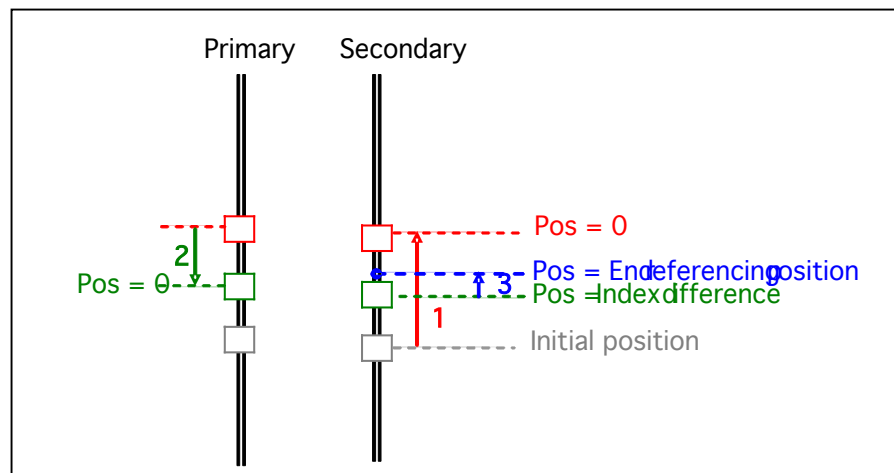 Primary
Secondary
Pos = 0
2
Pos = End referencing position
Pos = 0
3
Pos = Index difference
1
Initial position